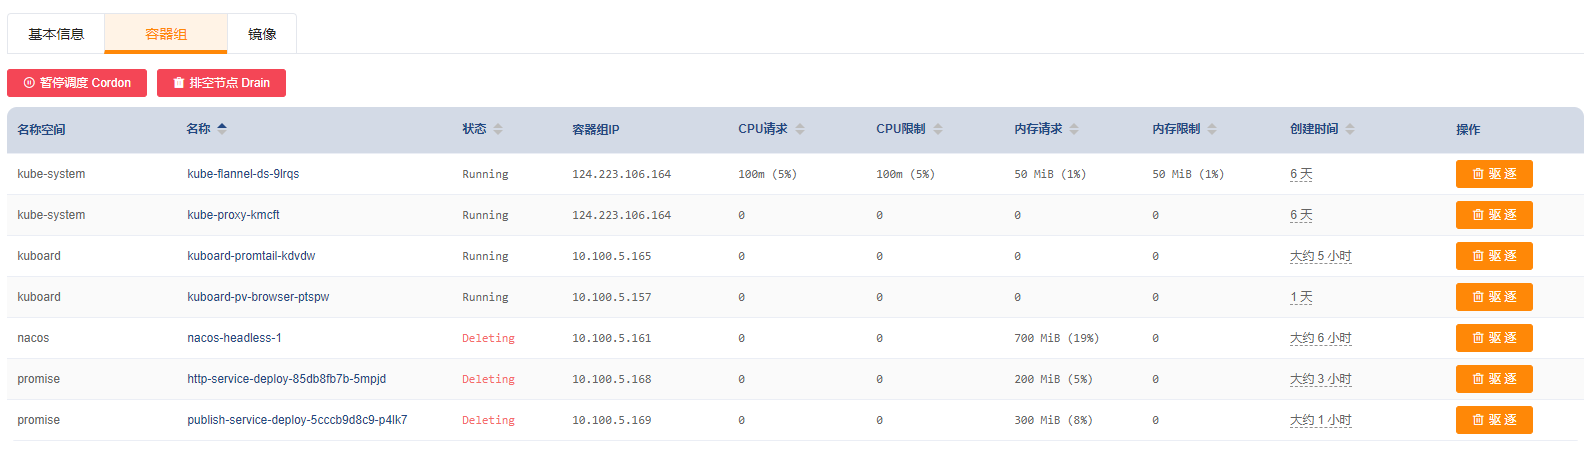 基本信息 容器组 镜像
暂停调度 Cordon 排空节点 Drain
名称空间 名称 状态 容器组IP CPU请求 CPU限制 内存请求 内存限制 创建时间 操作
kube-system kube-flannel-ds-9lrqs Running 124.223.106.164 100m (5%) 100m (5%) 50 MiB (1%) 50 MiB (1%) 6 天 驱逐
kube-system kube-proxy-kmcft Running 124.223.106.164 0 0 0 0 6 天 驱逐
kuboard kuboard-promtail-kdvdw Running 10.100.5.165 0 0 0 0 大约 5 小时 驱逐
kuboard kuboard-pv-browser-ptspw Running 10.100.5.157 0 0 0 0 1 天 驱逐
nacos nacos-headless-1 Deleting 10.100.5.161 0 0 700 MiB (19%) 0 大约 6 小时 驱逐
promise http-service-deploy-85db8fb7b-5mpjd Deleting 10.100.5.168 0 0 200 MiB (5%) 0 大约 3 小时 驱逐
promise publish-service-deploy-5cccb9d8c9-p4lk7 Deleting 10.100.5.169 0 0 300 MiB (8%) 0 大约 1 小时 驱逐